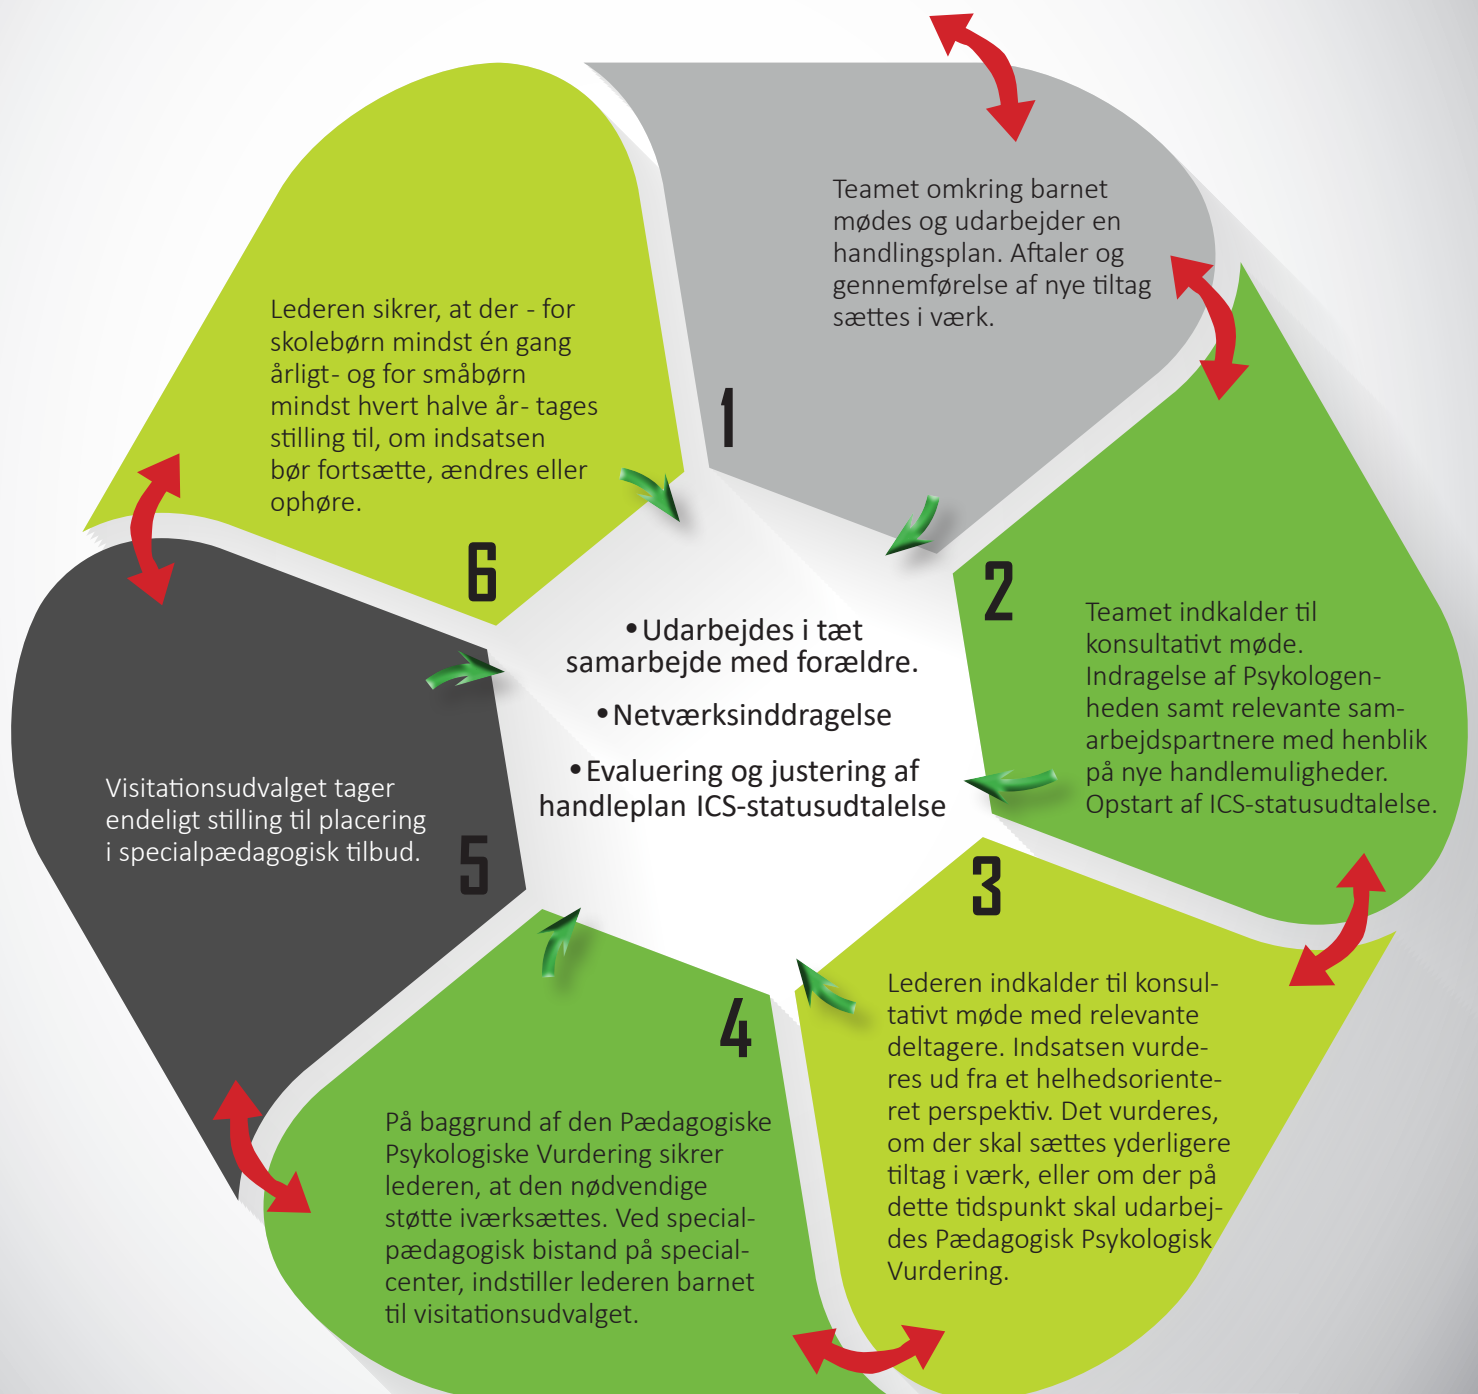 1
Teamet omkring barnet
mødes og udarbejder en
handlingsplan. Aftaler og
gennemførelse af nye tiltag
sættes i værk.
2
Teamet indkalder til
konsultativt møde.
Indragelse af Psykologen-
heden samt relevante sam-
arbejdspartnere med henblik
på nye handlemuligheder.
Opstart af ICS-statusudtalelse.
3
Lederen indkalder til konsul-
tativt møde med relevante
deltagere. Indsatsen vurde-
res ud fra et helhedsoriente-
ret perspektiv. Det vurderes,
om der skal sættes yderligere
tiltag i værk, eller om der på
dette tidspunkt skal udarbej-
des Pædagogisk Psykologisk
Vurdering.
4
På baggrund af den Pædagogiske
Psykologiske Vurdering sikrer
lederen, at den nødvendige
støtte iværksættes. Ved special-
pædagogisk bistand på special-
center, indstiller lederen barnet
til visitationsudvalget.
5
Visitationsudvalget tager
endeligt stilling til placering
i specialpædagogisk tilbud.
6
Lederen sikrer, at der - for
skolebørn mindst én gang
årligt- og for småbørn
mindst hvert halve år- tages
stilling til, om indsatsen
bør fortsætte, ændres eller
ophøre.
•Udarbejdes i tæt
samarbejde med forældre.
•Netværksinddragelse
•Evaluering og justering af
handleplan ICS-statusudtalelse